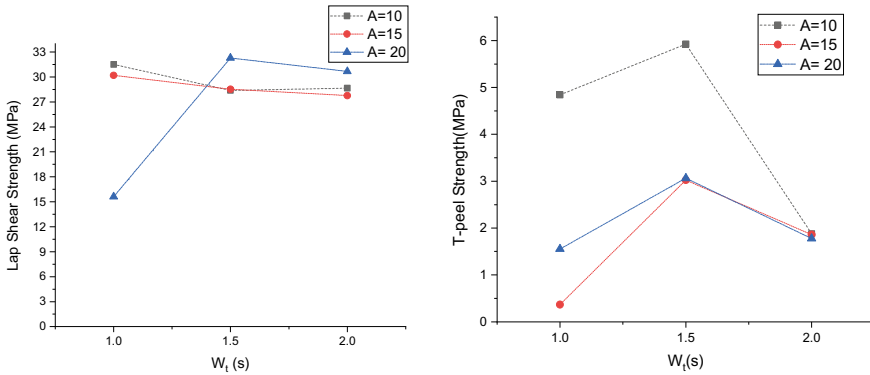 A=10
A=15
A= 20
33
30
27
24
21
18
15
12
9
6
3
0
Lap Shear Strength (MPa)
1.0
1.5
2.0
W_t (s)
A=10
A=15
A= 20
6
5
4
3
2
1
0
T-peel Strength(MPa)
1.0
1.5
2.0
W_t(s)